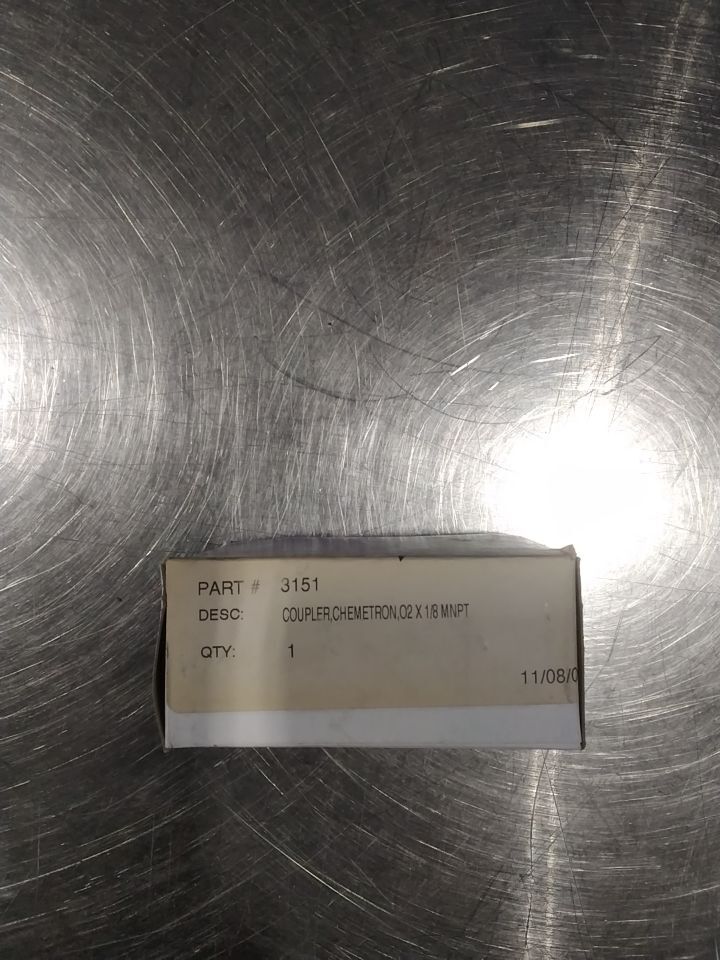 PART # 3151
DESC: COUPLER,CHEMETRON,O2 X 1/8 MNPT
QTY: 1
11/08/0